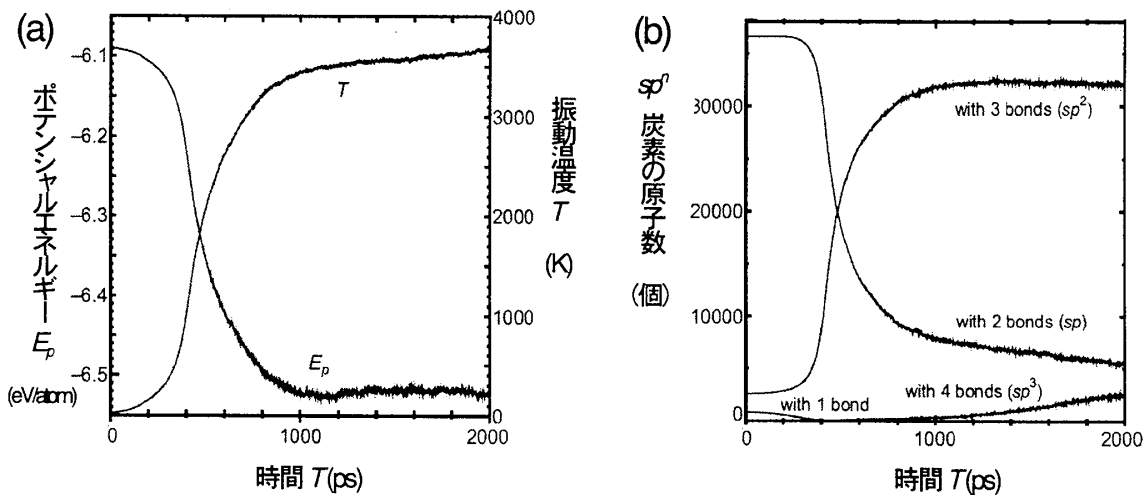 (a)
ポテンシャルエネルギー Ep
(eV/atom)
−6.1
−6.2
−6.3
−6.4
−6.5
T
Ep
4000
3000
2000
1000
0
振動温度 T
(K)
0
1000
2000
時間 T(ps)
(b)
spⁿ 炭素の原子数
(個)
30000
20000
10000
0
with 3 bonds (sp²)
with 2 bonds (sp)
with 4 bonds (sp³)
with 1 bond
0
1000
2000
時間 T(ps)